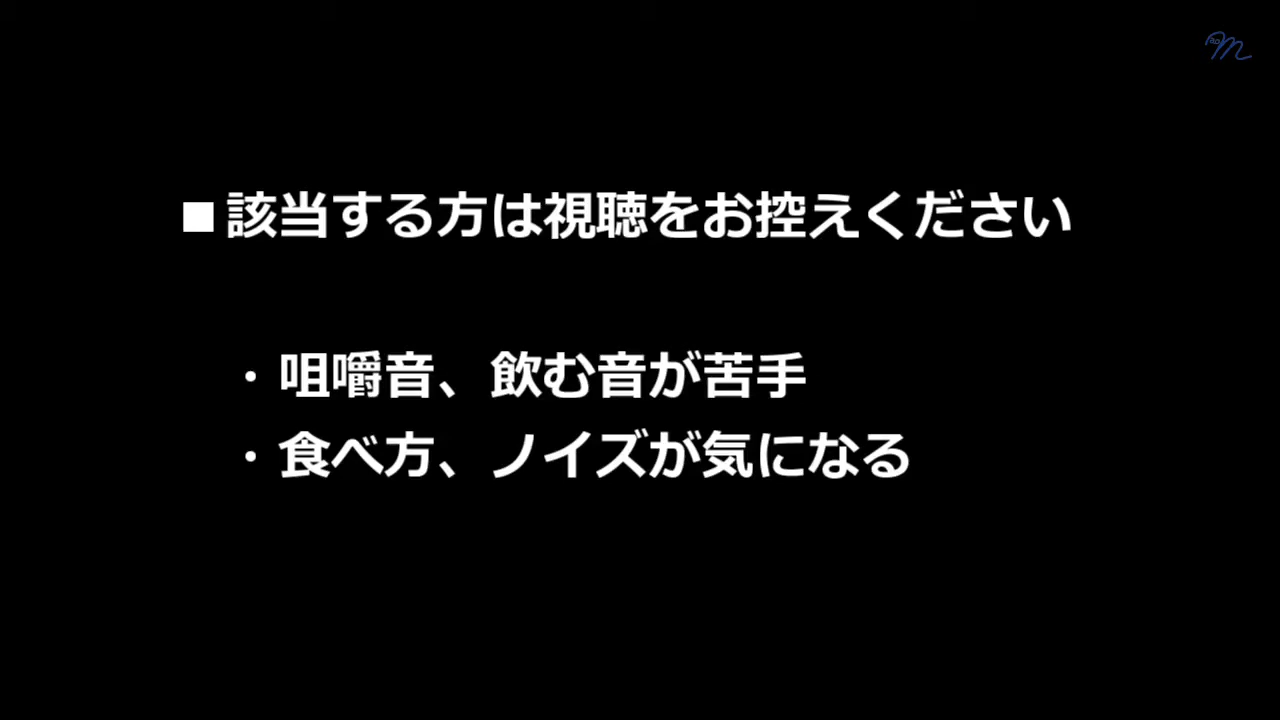 ■該当する方は視聴をお控えください
・咀嚼音、飲む音が苦手
・食べ方、ノイズが気になる